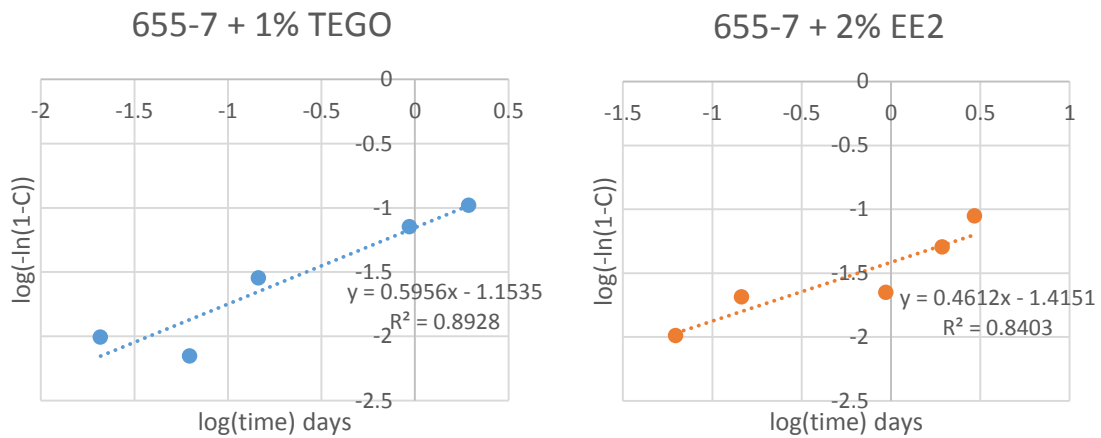 655-7 + 1% TEGO
0
-2 -1.5 -1 -0.5 0 0.5
-0.5
-1
-1.5
-2
-2.5
y = 0.5956x - 1.1535
R² = 0.8928
log(-ln(1-C))
log(time) days
655-7 + 2% EE2
0
-1.5 -1 -0.5 0 0.5 1
-0.5
-1
-1.5
-2
-2.5
y = 0.4612x - 1.4151
R² = 0.8403
log(-ln(1-C))
log(time) days